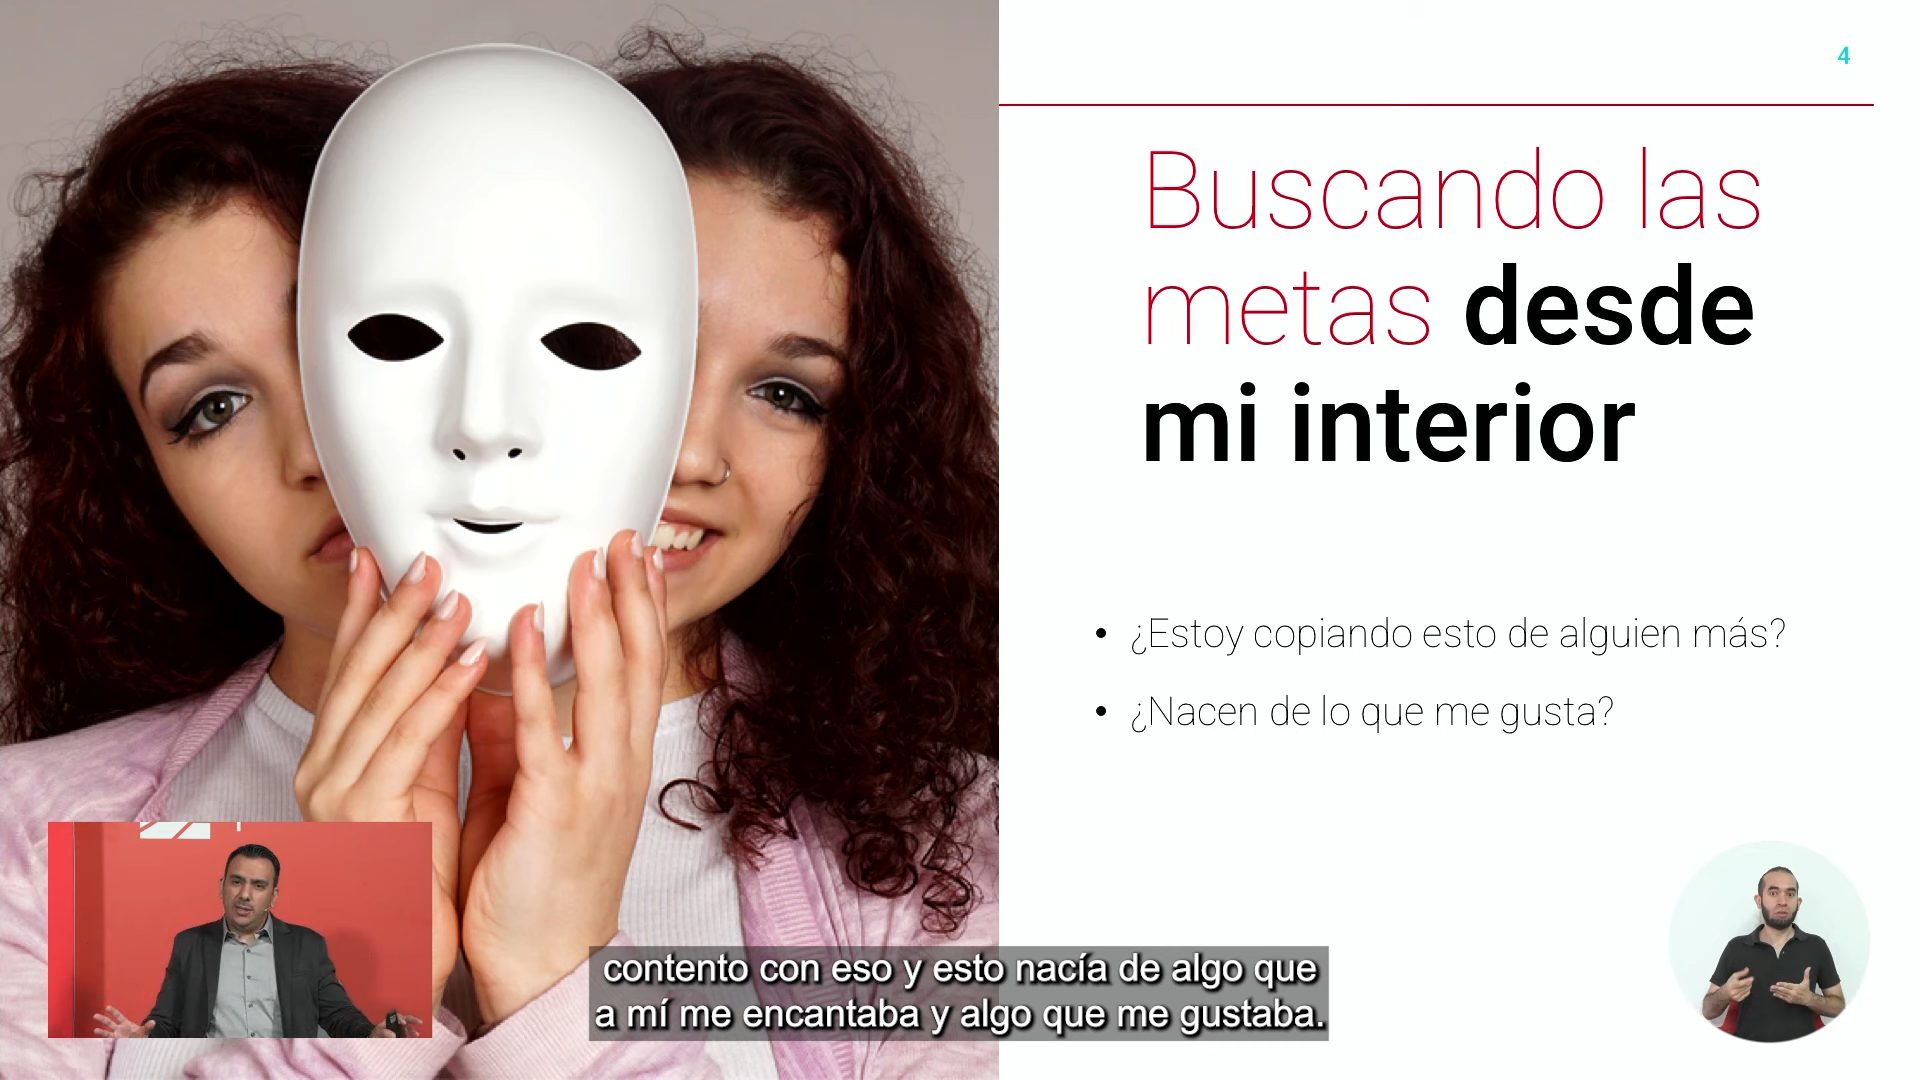 4
Buscando las
metas desde
mi interior
• ¿Estoy copiando esto de alguien más?
• ¿Nacen de lo que me gusta?
contento con eso y esto nacía de algo que
a mí me encantaba y algo que me gustaba.